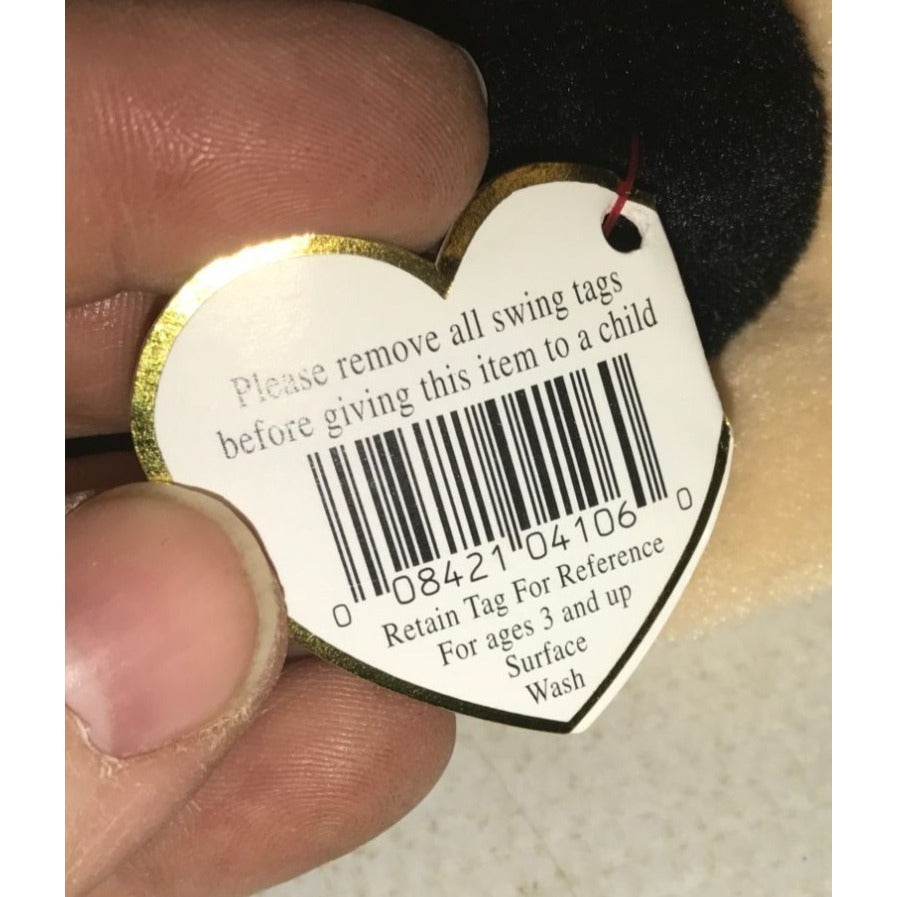 Please remove all swing tags
before giving this item to a child
0 08421 04106 0
Retain Tag For Reference
For ages 3 and up
Surface
Wash